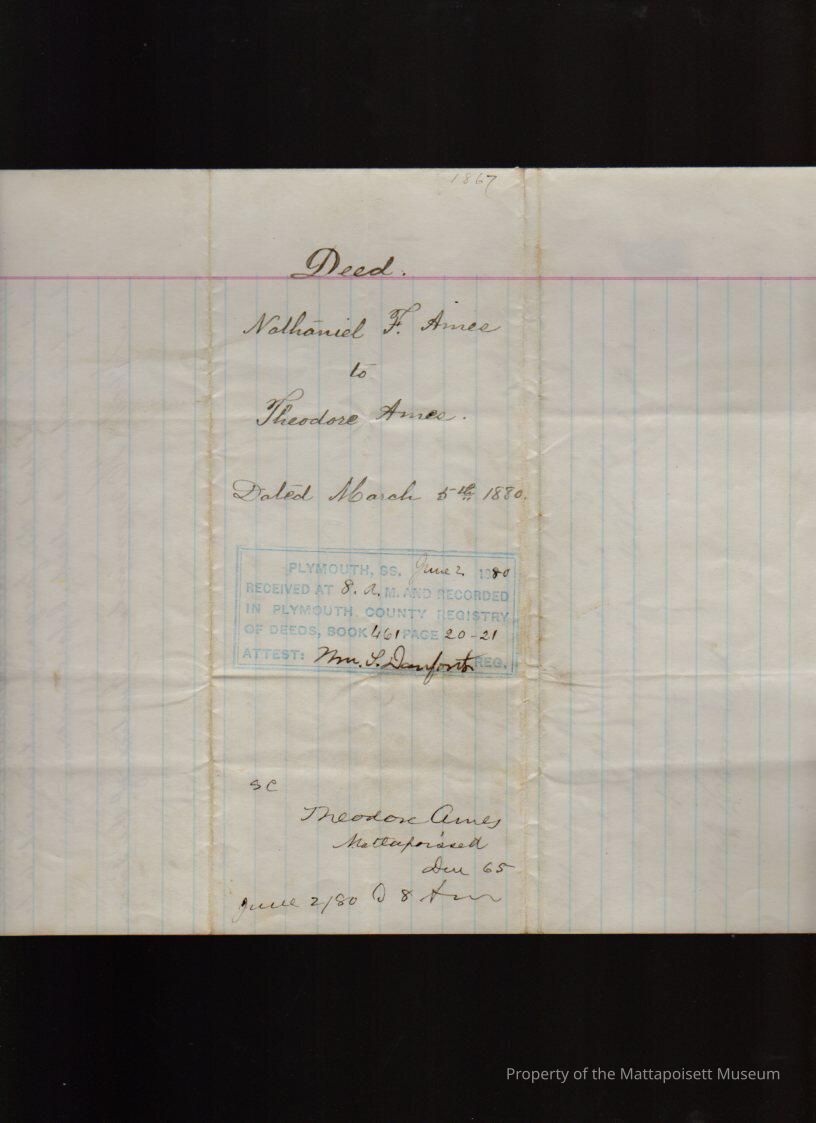 1867
Deed.
Nathaniel F. Ames
to
Theodore Ames.
Dated March 5th 1880.
PLYMOUTH, SS. June 2 1880
RECEIVED AT 8. A. M. AND RECORDED
IN PLYMOUTH COUNTY REGISTRY
OF DEEDS, BOOK 461 PAGE 20-21
ATTEST: Wm. S. Danforth REG.
Theodore Ames
Mattapoisett
65
June 2/80 8 Am
Property of the Mattapoisett Museum